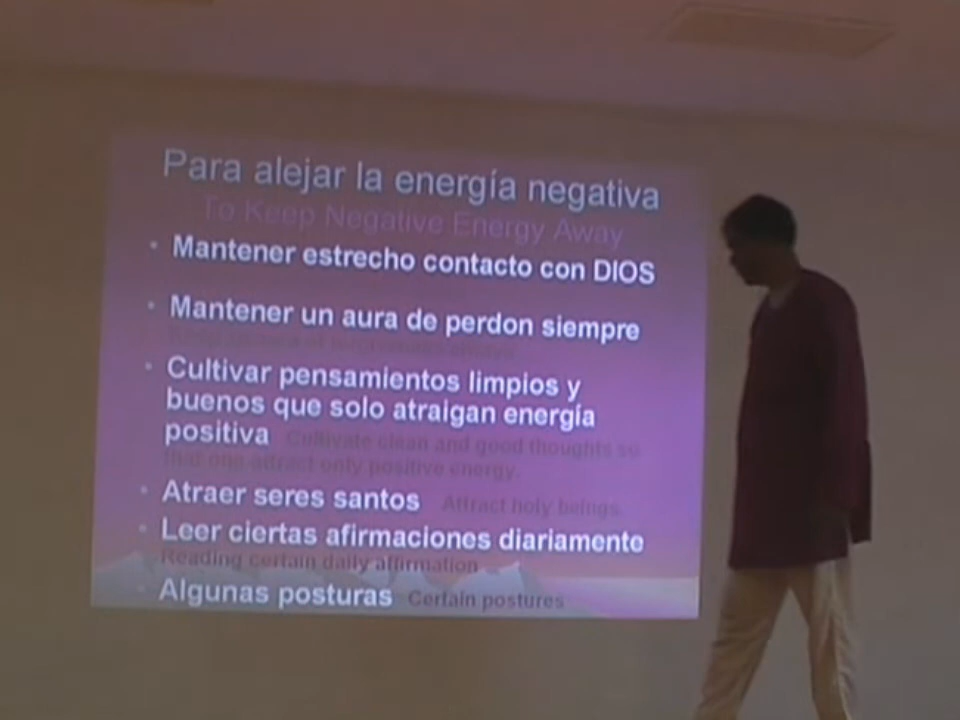 Para alejar la energía negativa
To Keep Negative Energy Away
• Mantener estrecho contacto con DIOS
• Mantener un aura de perdon siempre
• Cultivar pensamientos limpios y
buenos que solo atraigan energía
positiva Cultivate clean and good thoughts so
that one attract only positive energy.
• Atraer seres santos Attract holy beings
• Leer ciertas afirmaciones diariamente
Reading certain daily affirmation
• Algunas posturas Certain postures